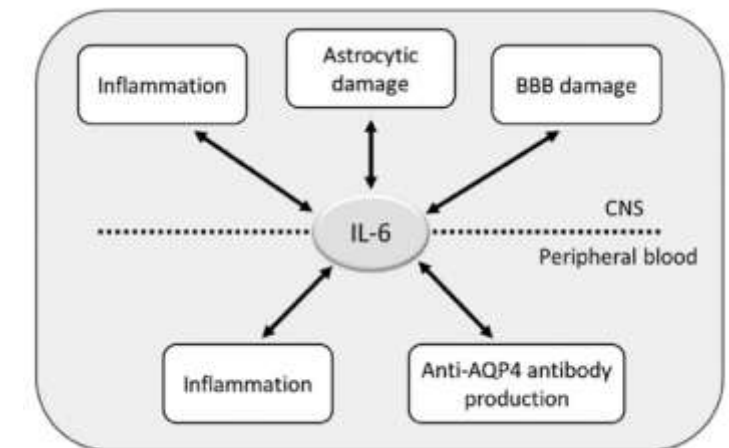 Inflammation
Astrocytic
damage
BBB damage
CNS
IL-6
Peripheral blood
Inflammation
Anti-AQP4 antibody
production